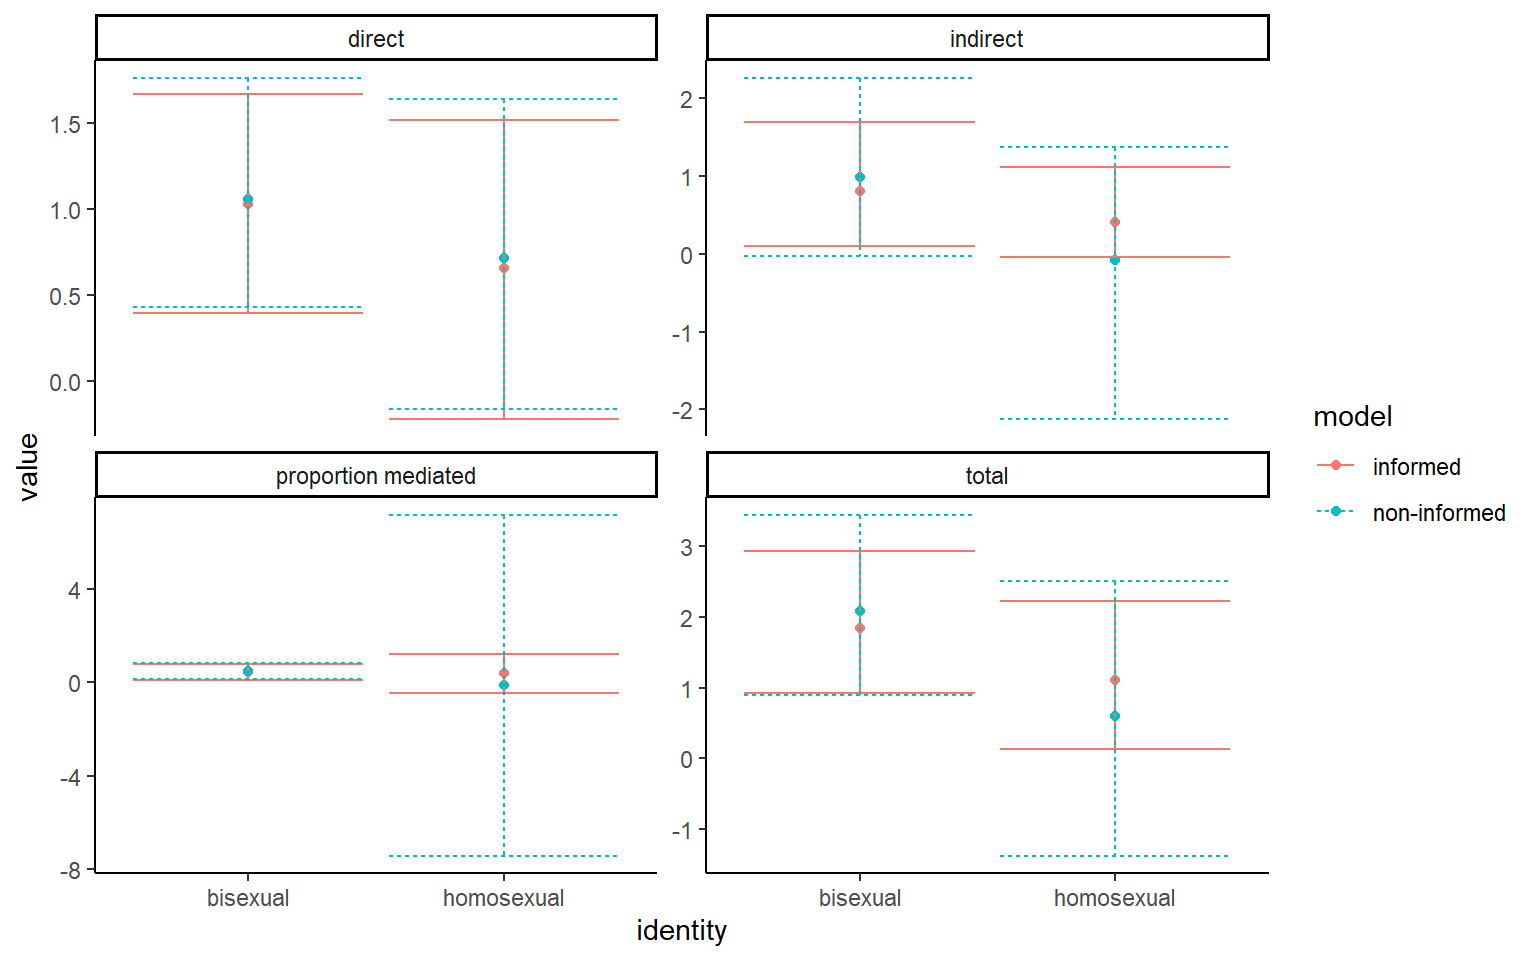 direct
indirect
1.5
1.0
0.5
0.0
2
1
0
-1
-2
proportion mediated
total
4
0
-4
-8
3
2
1
0
-1
bisexual
homosexual
bisexual
homosexual
identity
value
model
informed
non-informed